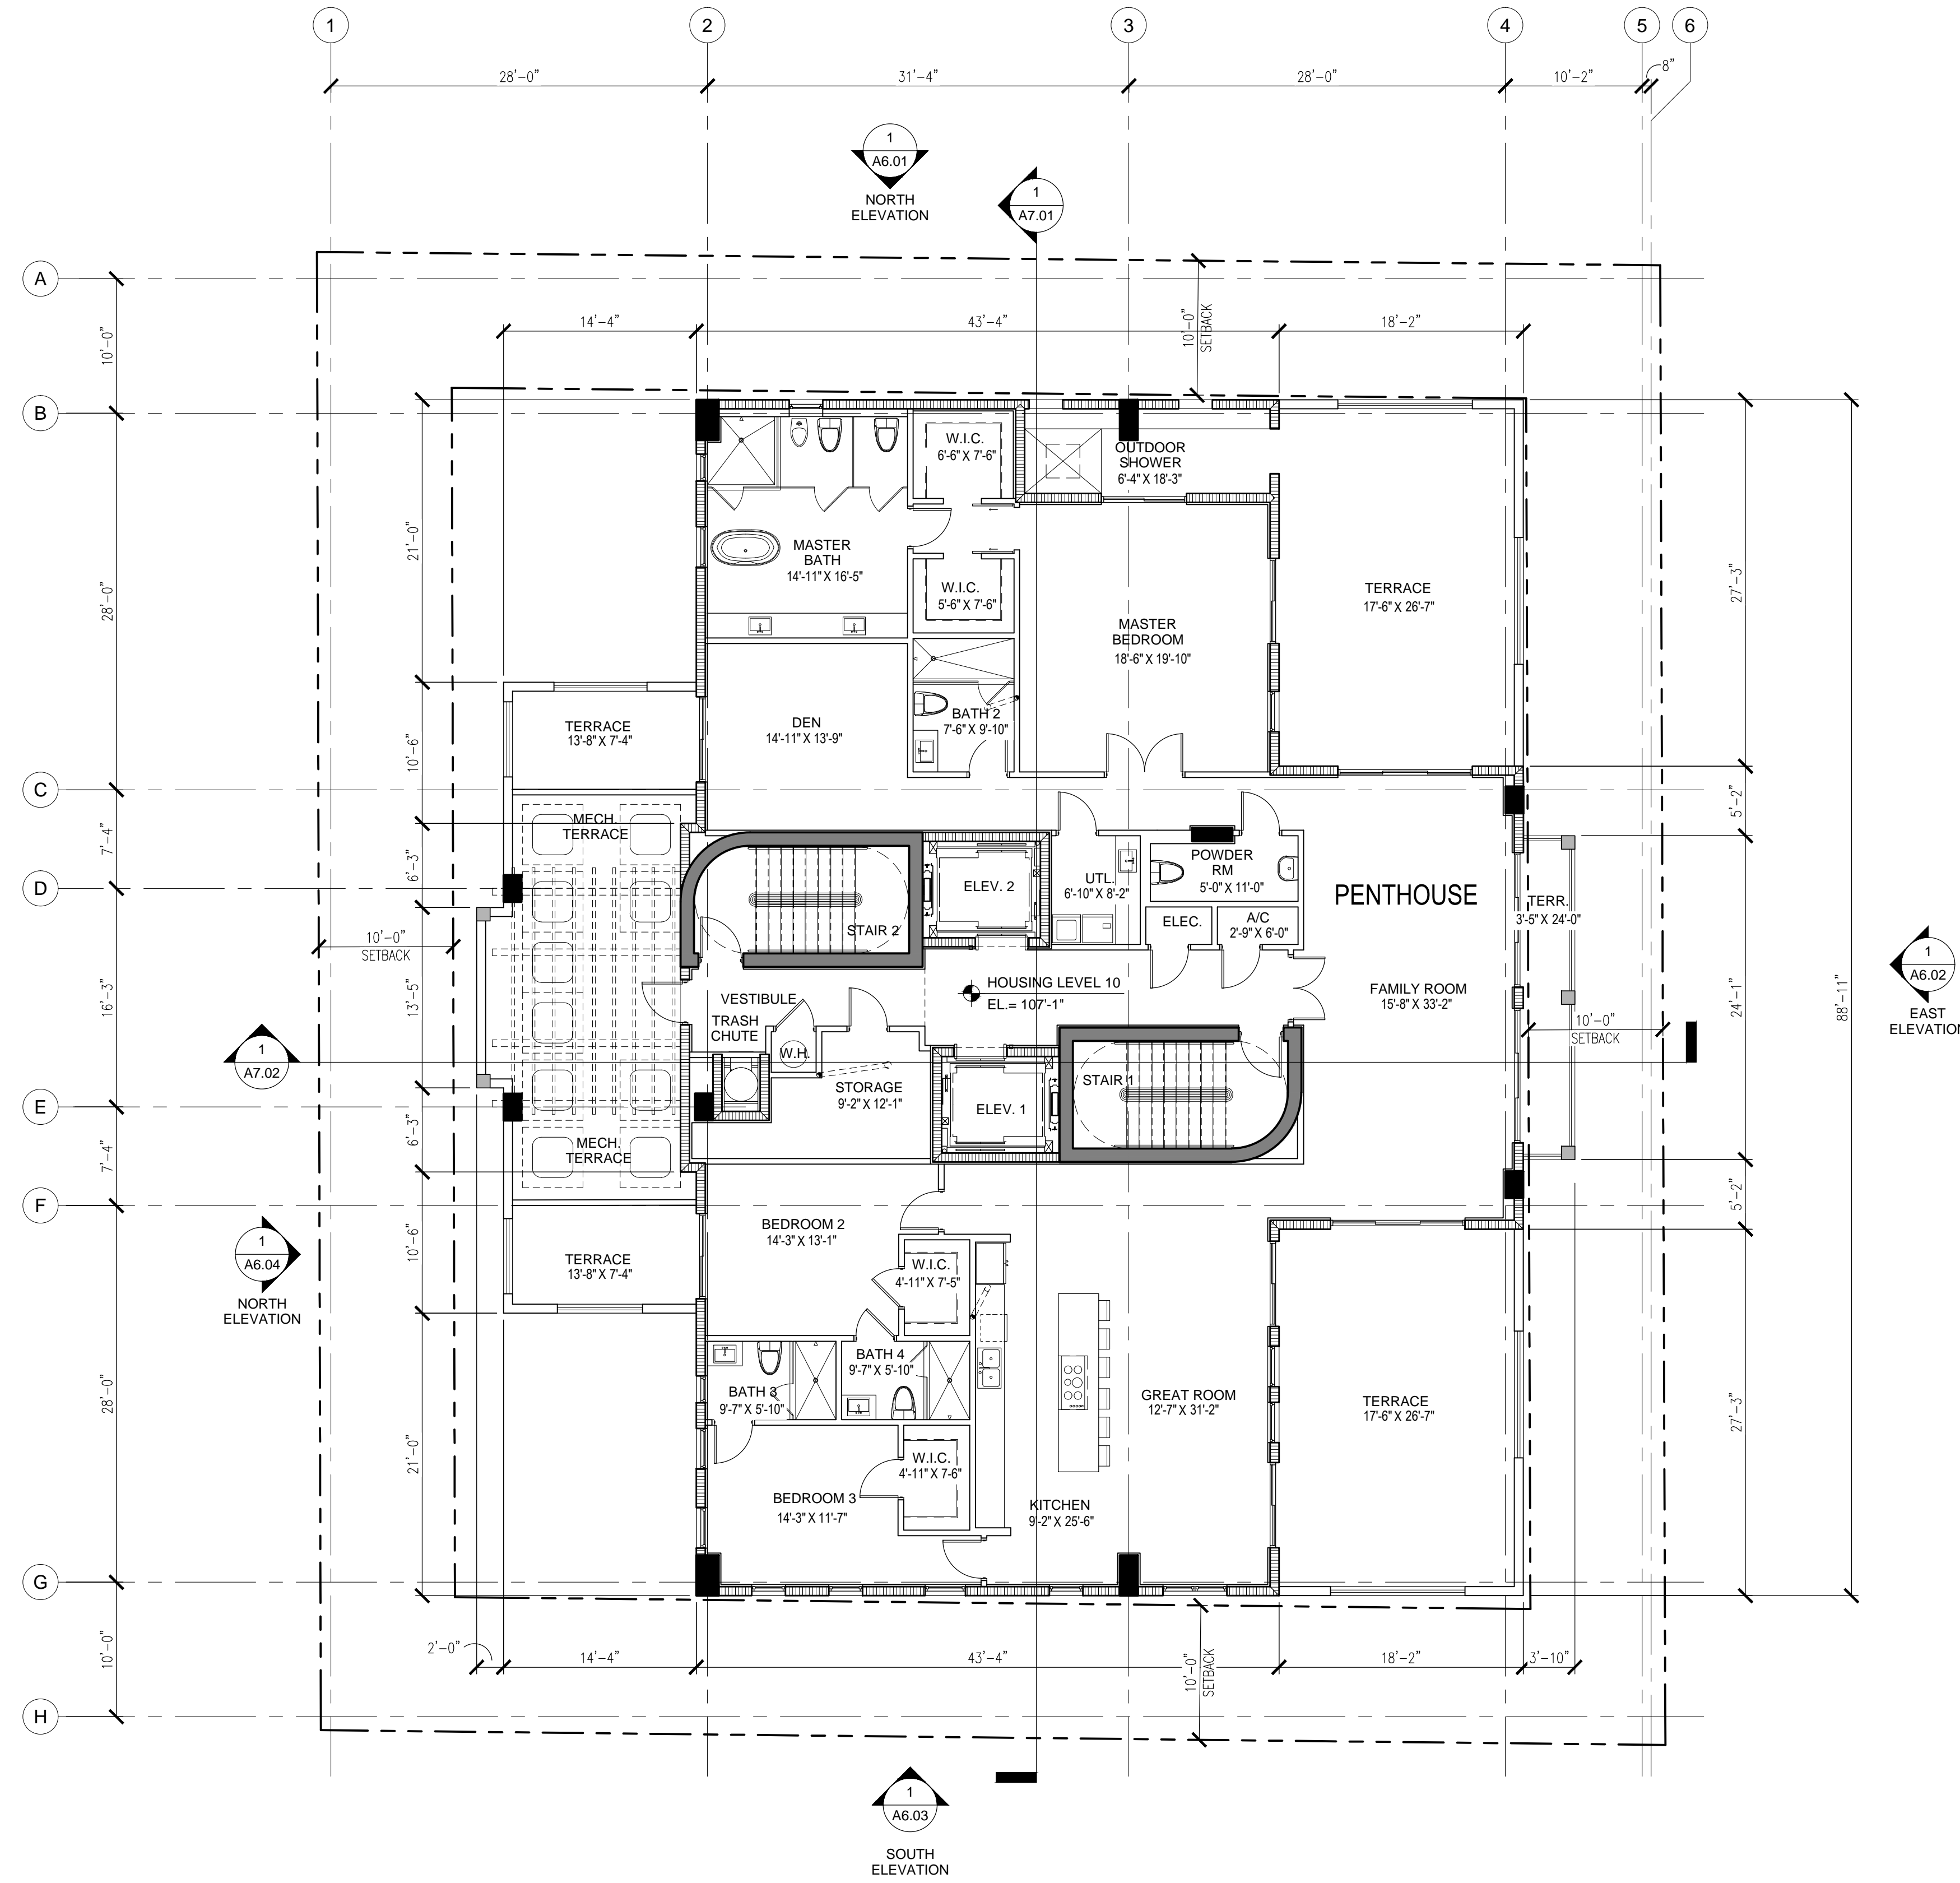 1
2
3
4
5
6
28'-0"
31'-4"
28'-0"
10'-2"
8"
1
A6.01
NORTH
ELEVATION
1
A7.01
A
B
C
D
E
F
G
H
10'-0"
28'-0"
7'-4"
16'-3"
7'-4"
28'-0"
10'-0"
14'-4"
43'-4"
18'-2"
10'-0"
SETBACK
21'-0"
10'-6"
6'-3"
13'-5"
6'-3"
10'-6"
21'-0"
27'-3"
5'-2"
24'-1"
5'-2"
27'-3"
88'-11"
W.I.C.
6'-6" X 7'-6"
OUTDOOR
SHOWER
6'-4" X 18'-3"
MASTER
BATH
14'-11" X 16'-5"
W.I.C.
5'-6" X 7'-6"
TERRACE
17'-6" X 26'-7"
MASTER
BEDROOM
18'-6" X 19'-10"
TERRACE
13'-8" X 7'-4"
DEN
14'-11" X 13'-9"
BATH 2
7'-6" X 9'-10"
MECH.
TERRACE
POWDER
RM
5'-0" X 11'-0"
ELEV. 2
UTL.
6'-10" X 8'-2"
PENTHOUSE
TERR.
3'-5" X 24'-0"
STAIR 2
ELEC.
A/C
2'-9" X 6'-0"
10'-0"
SETBACK
VESTIBULE
HOUSING LEVEL 10
EL.= 107'-1"
FAMILY ROOM
15'-8" X 33'-2"
1
A6.02
EAST
ELEVATION
10'-0"
SETBACK
TRASH
CHUTE
W.H.
1
A7.02
STORAGE
9'-2" X 12'-1"
STAIR 1
ELEV. 1
MECH.
TERRACE
BEDROOM 2
14'-3" X 13'-1"
1
A6.04
NORTH
ELEVATION
TERRACE
13'-8" X 7'-4"
W.I.C.
4'-11" X 7'-5"
BATH 4
9'-7" X 5'-10"
BATH 3
9'-7" X 5'-10"
GREAT ROOM
12'-7" X 31'-2"
TERRACE
17'-6" X 26'-7"
W.I.C.
4'-11" X 7-6"
BEDROOM 3
14'-3" X 11'-7"
KITCHEN
9'-2" X 25'-6"
2'-0"
14'-4"
43'-4"
18'-2"
3'-10"
10'-0"
SETBACK
1
A6.03
SOUTH
ELEVATION